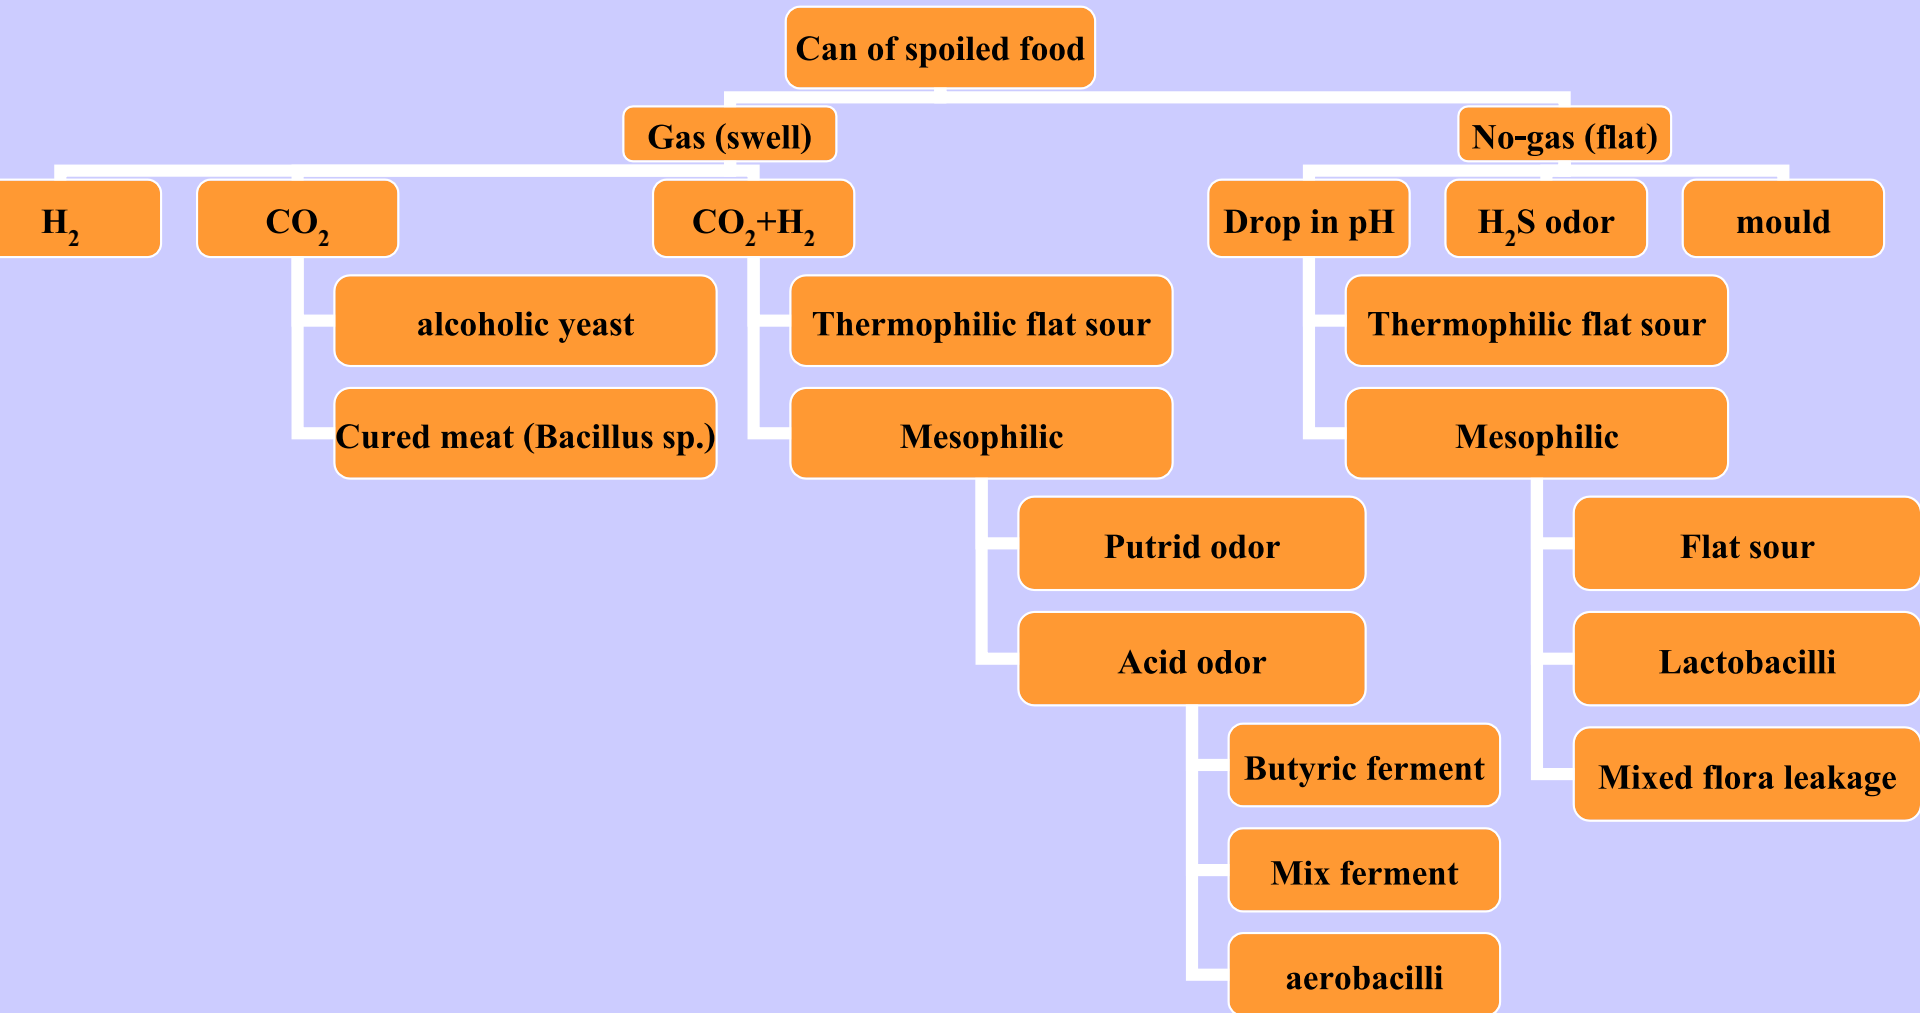 Can of spoiled food
Gas (swell)
No-gas (flat)
H₂
CO₂
CO₂+H₂
Drop in pH
H₂S odor
mould
alcoholic yeast
Thermophilic flat sour
Thermophilic flat sour
Cured meat (Bacillus sp.)
Mesophilic
Mesophilic
Putrid odor
Flat sour
Acid odor
Lactobacilli
Butyric ferment
Mixed flora leakage
Mix ferment
aerobacilli